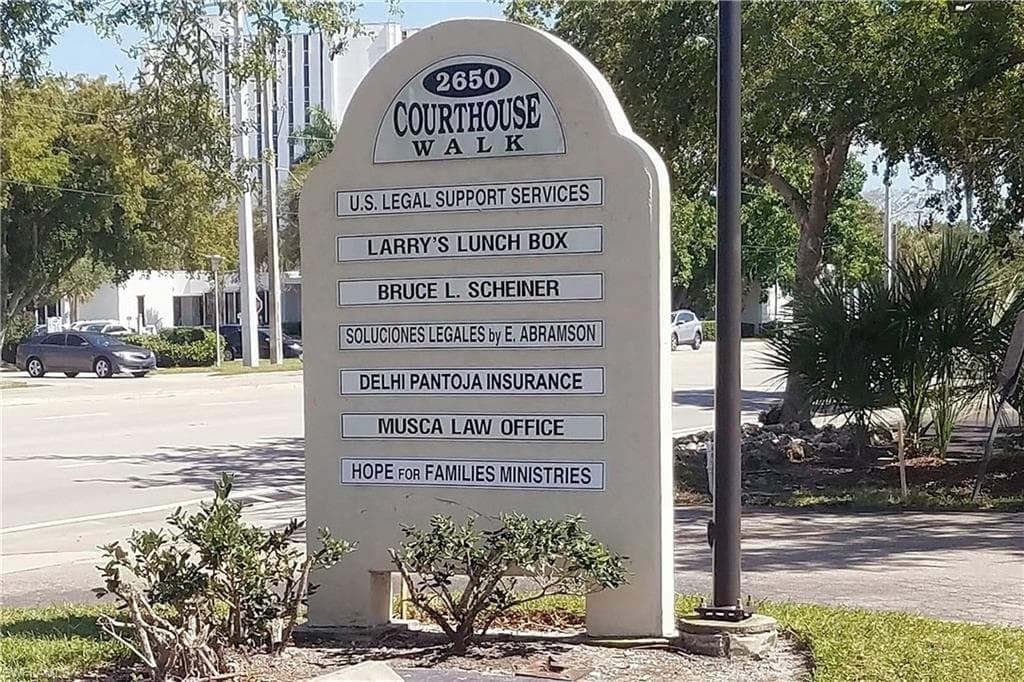 2650
COURTHOUSE
WALK
U.S. LEGAL SUPPORT SERVICES
LARRY'S LUNCH BOX
BRUCE L. SCHEINER
SOLUCIONES LEGALES by E. ABRAMSON
DELHI PANTOJA INSURANCE
MUSCA LAW OFFICE
HOPE FOR FAMILIES MINISTRIES